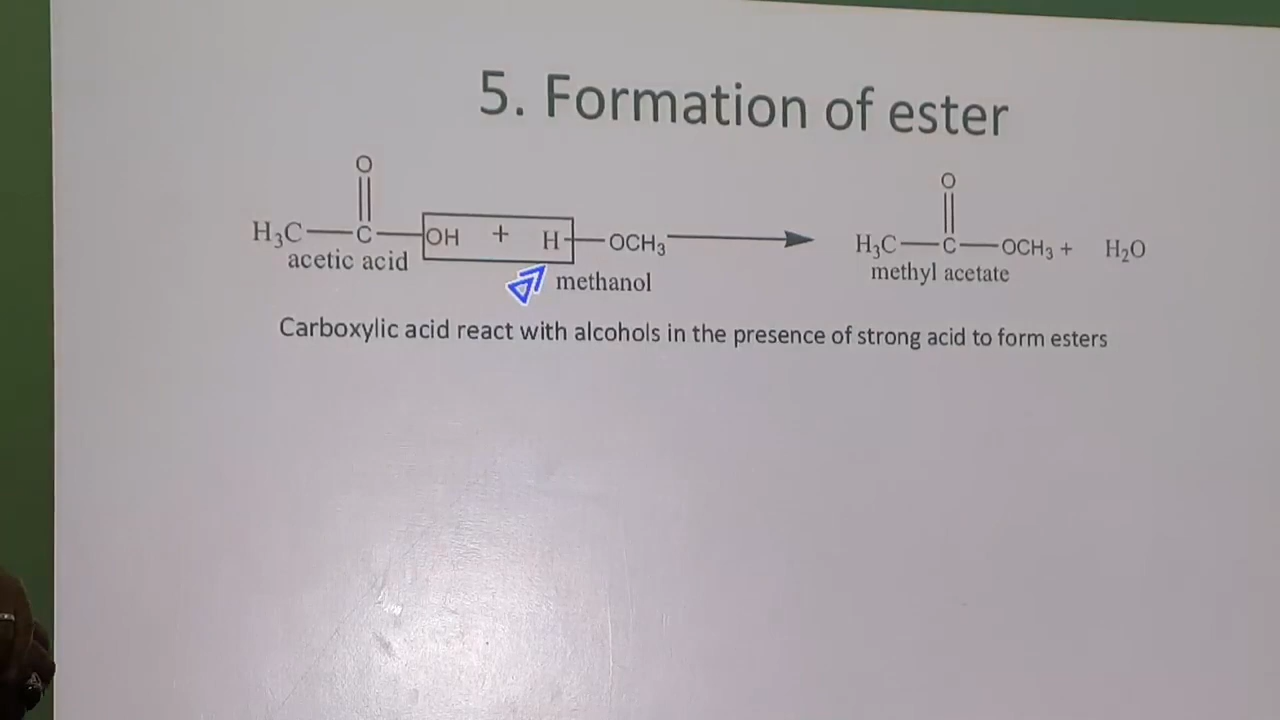 5. Formation of ester
O
H₃C—C—OH + H—OCH₃
acetic acid
methanol
O
H₃C—C—OCH₃ + H₂O
methyl acetate
Carboxylic acid react with alcohols in the presence of strong acid to form esters